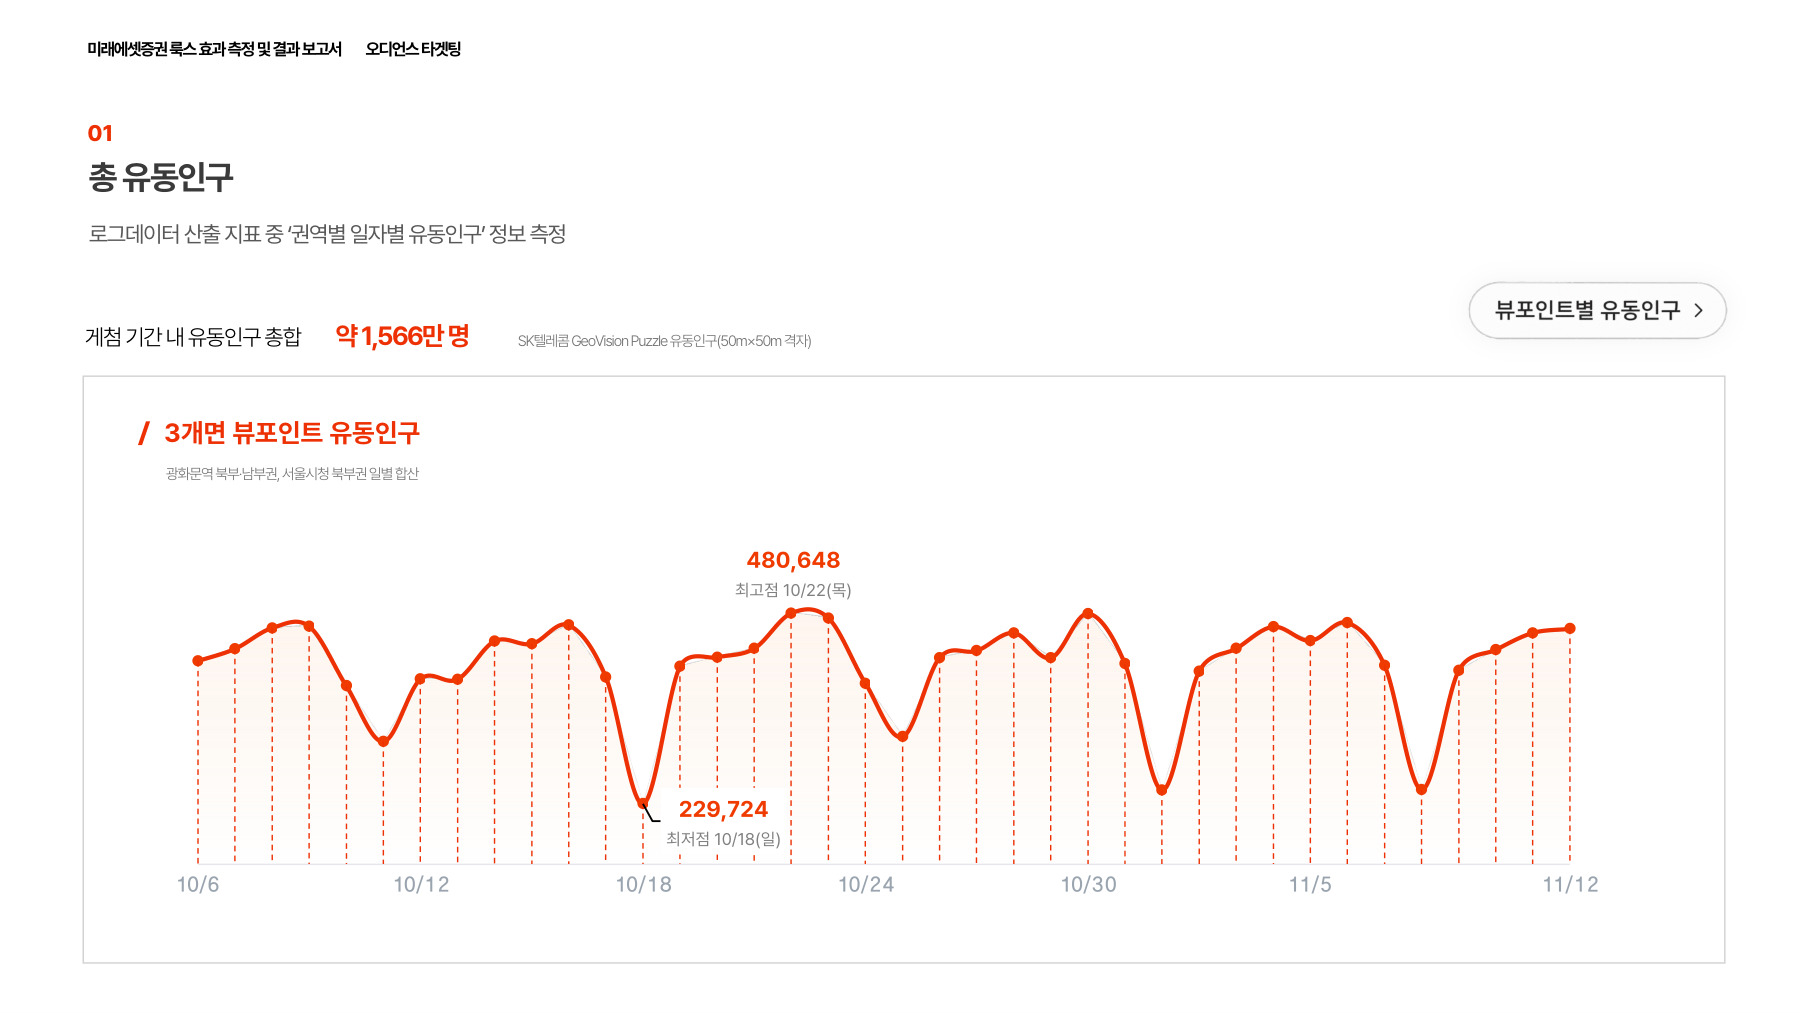 미래에셋증권 룩스 효과 측정 및 결과 보고서 오디언스 타겟팅
01
총 유동인구
로그데이터 산출 지표 중 ‘권역별 일자별 유동인구’ 정보 측정
뷰포인트별 유동인구 >
게첨 기간 내 유동인구 총합 약 1,566만 명 SK텔레콤 GeoVision Puzzle 유동인구(50m×50m 격자)
/ 3개면 뷰포인트 유동인구
광화문역 북부·남부권, 서울시청 북부권 일별 합산
480,648
최고점 10/22(목)
229,724
최저점 10/18(일)
10/6 10/12 10/18 10/24 10/30 11/5 11/12